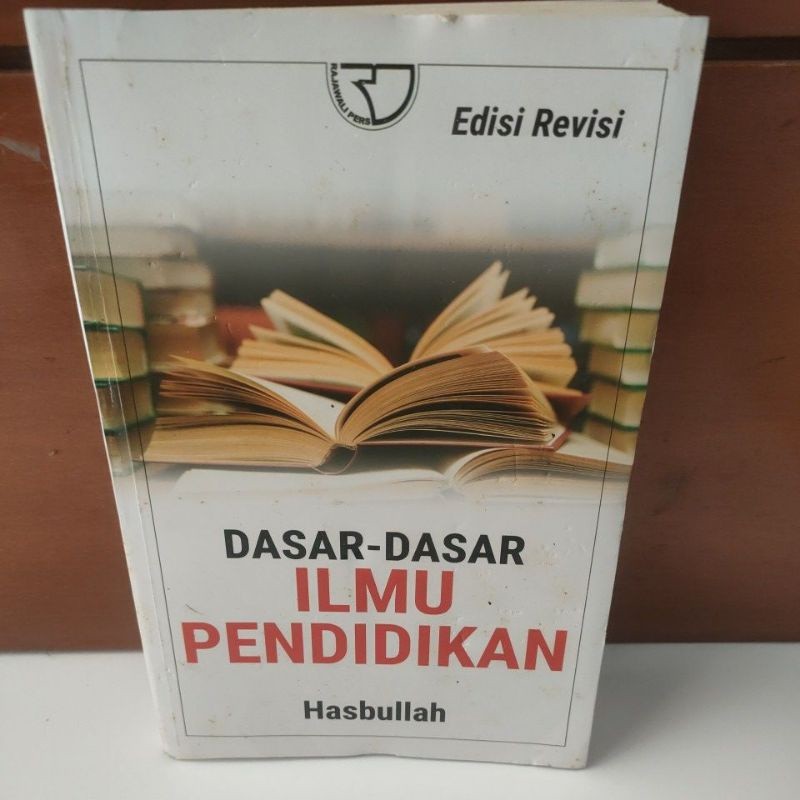 RAJAWALI PERS
Edisi Revisi
DASAR-DASAR
ILMU
PENDIDIKAN
Hasbullah